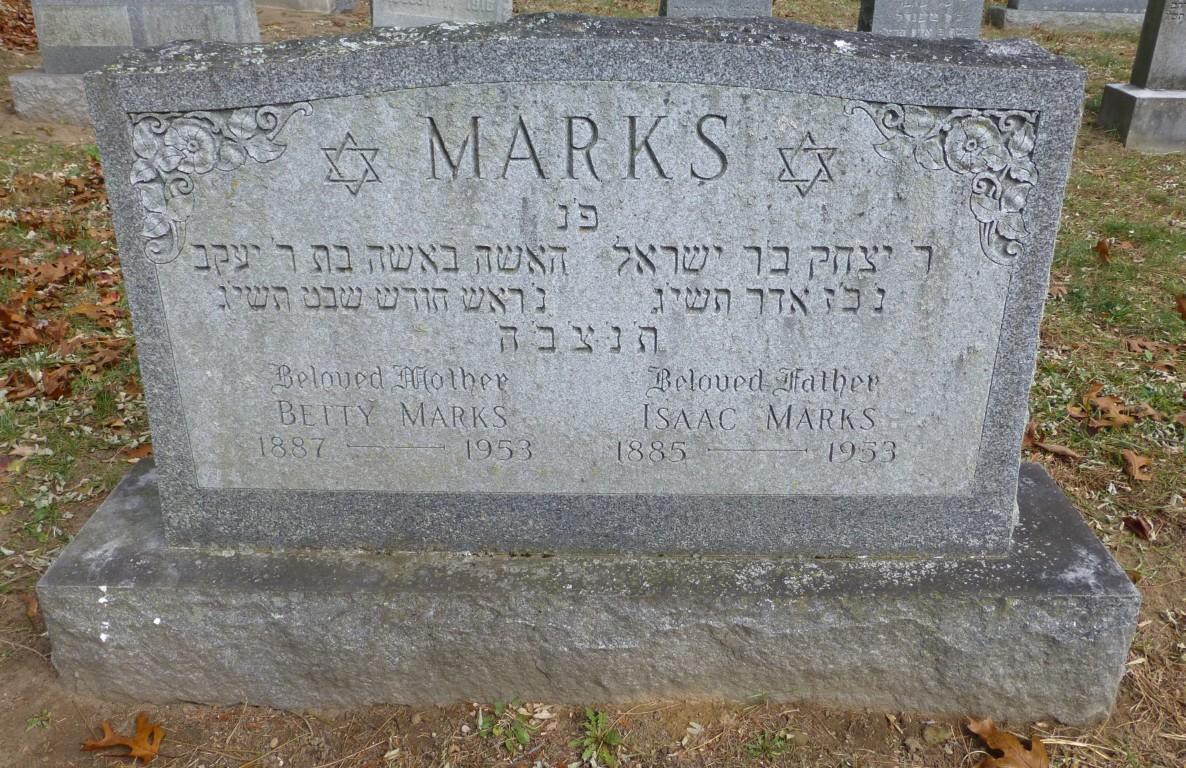 MARKS
פ'נ
ר' יצחק בר ישראל
נ' כ'ז אדר תשי'ג
האשה באשה בת ר' יעקב
נ' ראש חודש שבט תשי'ג
ת' נ' צ' ב' ה'
Beloved Mother
BETTY MARKS
1887 — 1953
Beloved Father
ISAAC MARKS
1885 — 1953